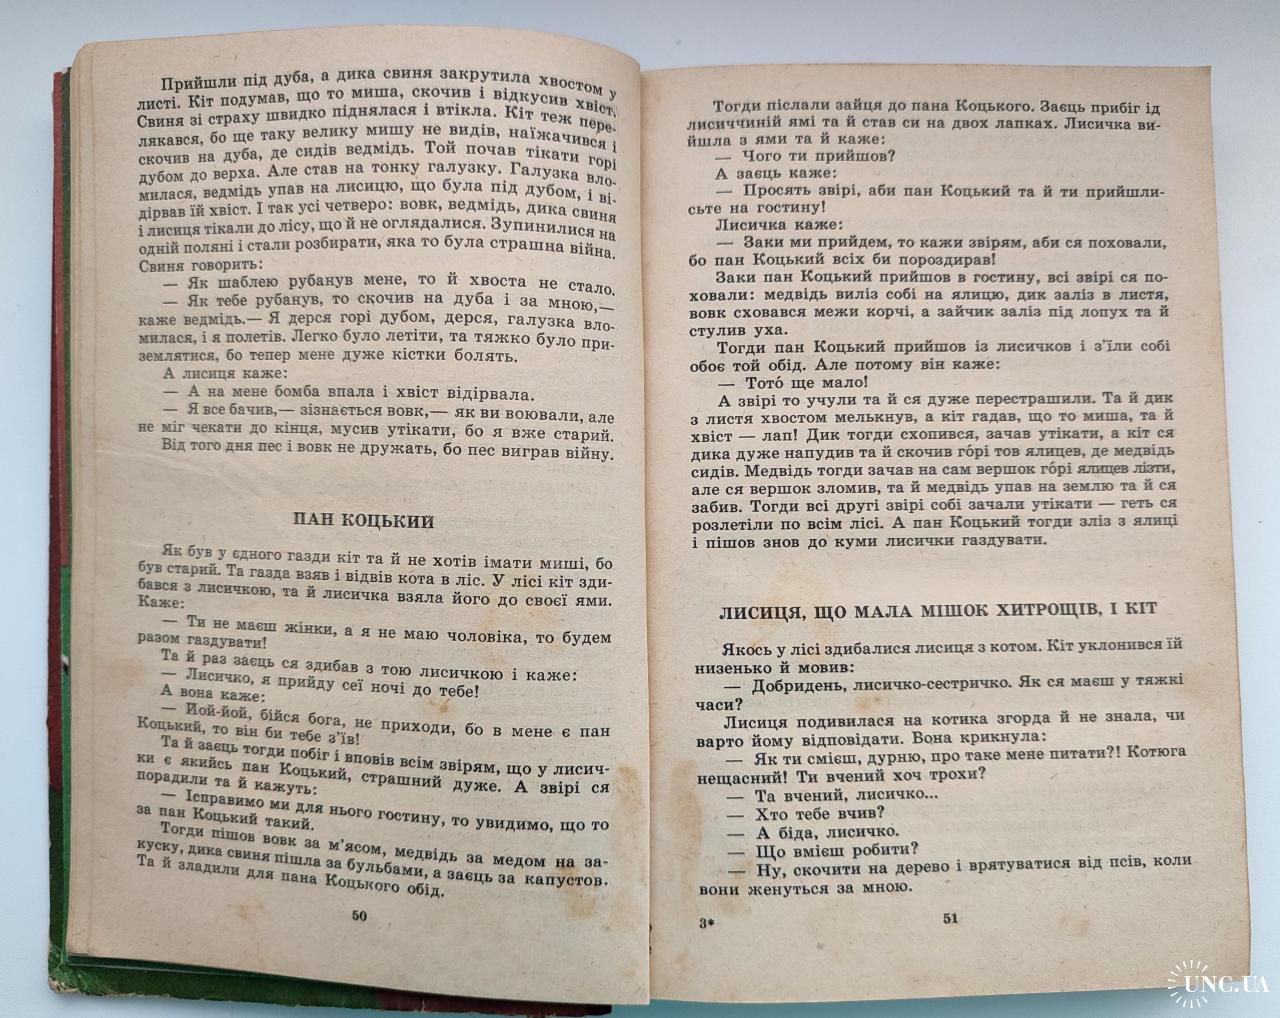 Прийшли під дуба, а дика свиня закрутила хвостом у
листі. Кіт подумав, що то миша, скочив і відкусив хвіст.
Свиня зі страху швидко піднялася і втікла. Кіт теж пере-
лякався, бо ще таку велику мишу не видів, наїжачився і
скочив на дуба, де сидів ведмідь. Той почав тікати горі
дубом до верха. Але став на тонку галузку. Галузка вло-
милася, ведмідь упав на лисицю, що була під дубом, і ві-
дірвав їй хвіст. І так усі четверо: вовк, ведмідь, дика свиня
і лисиця тікали до лісу, що й не оглядалися. Зупинилися на
одній поляні і стали розбирати, яка то була страшна війна.
Свиня говорить:
— Як шаблею рубанув мене, то й хвоста не стало.
— Як тебе рубанув, то скочив на дуба і за мною,—
каже ведмідь.— Я дерся горі дубом, дерся, галузка вло-
милася, і я полетів. Легко було летіти, та тяжко було при-
землятися, бо тепер мене дуже кістки болять.
А лисиця каже:
— А на мене бомба впала і хвіст відірвала.
— Я все бачив,— зізнається вовк,— як ви воювали, але
не міг чекати до кінця, мусив утікати, бо я вже старий.
Від того дня пес і вовк не дружать, бо пес виграв війну.
ПАН КОЦЬКИЙ
Як був у єдного газди кіт та й не хотів імати миші, бо
був старий. Та газда взяв і відвів кота в ліс. У лісі кіт зди-
бався з лисичкою, та й лисичка взяла його до своєї ями.
Каже:
— Ти не маєш жінки, а я не маю чоловіка, то будем
разом газдувати!
Та й раз заєць ся здибав з тою лисичкою і каже:
— Лисичко, я прийду сеї ночі до тебе!
А вона каже:
— Йой-йой, бійся бога, не приходи, бо в мене є пан
Коцький, то він би тебе з'їв!
Та й заєць тогди побіг і вповів всім звірям, що у лисич-
ки є якийсь пан Коцький, страшний дуже. А звірі ся
порадили та й кажуть:
— Ісправимо ми для нього гостину, то увидимо, що то
за пан Коцький такий.
Тогди пішов вовк за м'ясом, медвідь за медом на за-
куску, дика свиня пішла за бульбами, а заєць за капустов.
Та й зладили для пана Коцького обід.
50
Тогди післали зайця до пана Коцького. Заєць прибіг ід
лисиччиній ямі та й став си на двох лапках. Лисичка ви-
йшла з ями та й каже:
— Чого ти прийшов?
А заєць каже:
— Просять звірі, аби пан Коцький та й ти прийшли-
сьте на гостину!
Лисичка каже:
— Заки ми прийдем, то кажи звірям, аби ся поховали,
бо пан Коцький всіх би пороздирав!
Заки пан Коцький прийшов в гостину, всі звірі ся по-
ховали: медвідь виліз собі на ялицю, дик заліз в листя,
вовк сховався межи корчі, а зайчик заліз під лопух та й
стулив уха.
Тогди пан Коцький прийшов із лисичков і з'їли собі
обоє той обід. Але потому він каже:
— Тото́ ще мало!
А звірі то учули та й ся дуже перестрашили. Та й дик
з листя хвостом мелькнув, а кіт гадав, що то миша, та й
хвіст — лап! Дик тогди схопився, зачав утікати, а кіт ся
дика дуже напудив та й скочив го́рі тов ялицев, де медвідь
сидів. Медвідь тогди зачав на сам вершок го́рі ялицев лізти,
але ся вершок зломив, та й медвідь упав на землю та й ся
забив. Тогди всі другі звірі собі зачали утікати — геть ся
розлетіли по всім лісі. А пан Коцький тогди зліз з ялиці
і пішов знов до куми лисички газдувати.
ЛИСИЦЯ, ЩО МАЛА МІШОК ХИТРОЩІВ, І КІТ
Якось у лісі здибалися лисиця з котом. Кіт уклонився їй
низенько й мовив:
— Добридень, лисичко-сестричко. Як ся маєш у тяжкі
часи?
Лисиця подивилася на котика згорда й не знала, чи
варто йому відповідати. Вона крикнула:
— Як ти смієш, дурню, про таке мене питати?! Котюга
нещасний! Ти вчений хоч трохи?
— Та вчений, лисичко...
— Хто тебе вчив?
— А біда, лисичко.
— Що вмієш робити?
— Ну, скочити на дерево і врятуватися від псів, коли
вони женуться за мною.
3*
51
UNC.UA